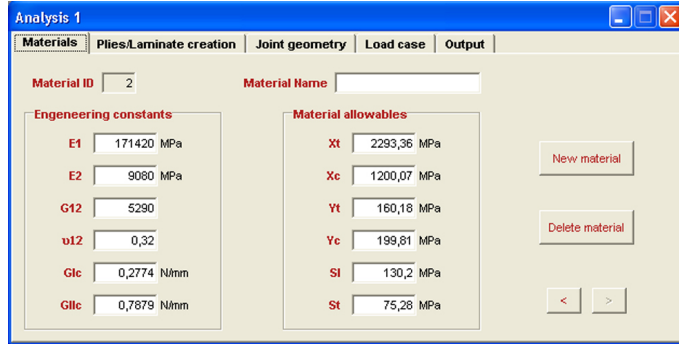 Analysis 1
Materials Plies/Laminate creation Joint geometry Load case Output
Material ID 2 Material Name
Engeneering constants Material allowables
E1 171420 MPa Xt 2293,36 MPa
New material
E2 9080 MPa Xc 1200,07 MPa
G12 5290 Yt 160,18 MPa
Delete material
υ12 0,32 Yc 199,81 MPa
GIc 0,2774 N/mm Sl 130,2 MPa
GIIc 0,7879 N/mm St 75,28 MPa
< >